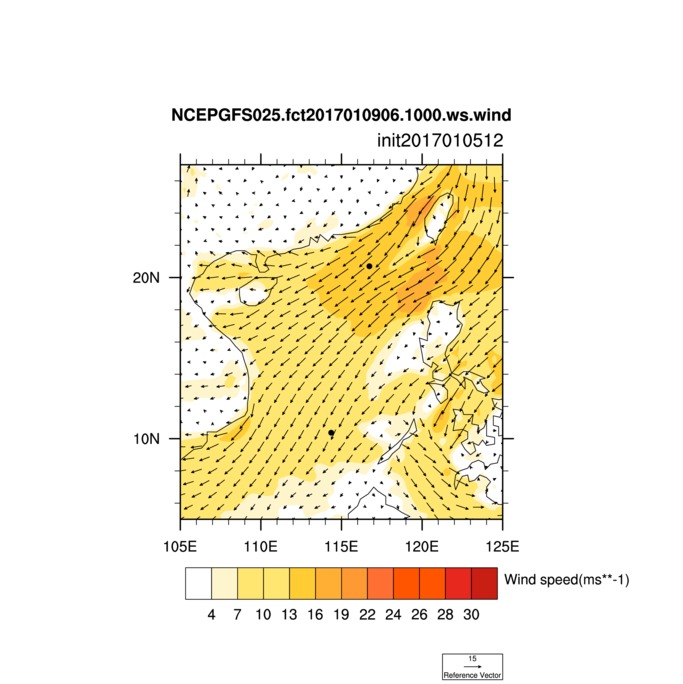 NCEPGFS025.fct2017010906.1000.ws.wind
init2017010512
20N
10N
105E 110E 115E 120E 125E
Wind speed(ms**-1)
4 7 10 13 16 19 22 24 26 28 30
15
Reference Vector